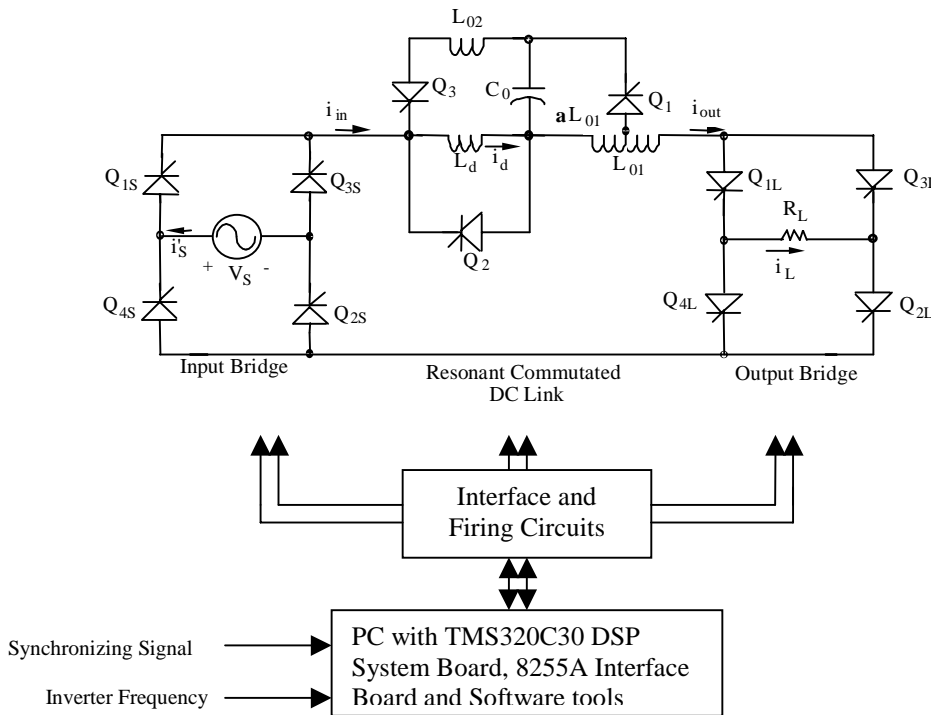 L02
Q3
C0
Q1
aL01
iin
iout
Ld
id
L01
Q1S
Q3S
Q1L
Q3L
RL
i'S
+ VS -
Q2
iL
Q4S
Q2S
Q4L
Q2L
Input Bridge
Resonant Commutated
DC Link
Output Bridge
Interface and
Firing Circuits
PC with TMS320C30 DSP
System Board, 8255A Interface
Board and Software tools
Synchronizing Signal
Inverter Frequency